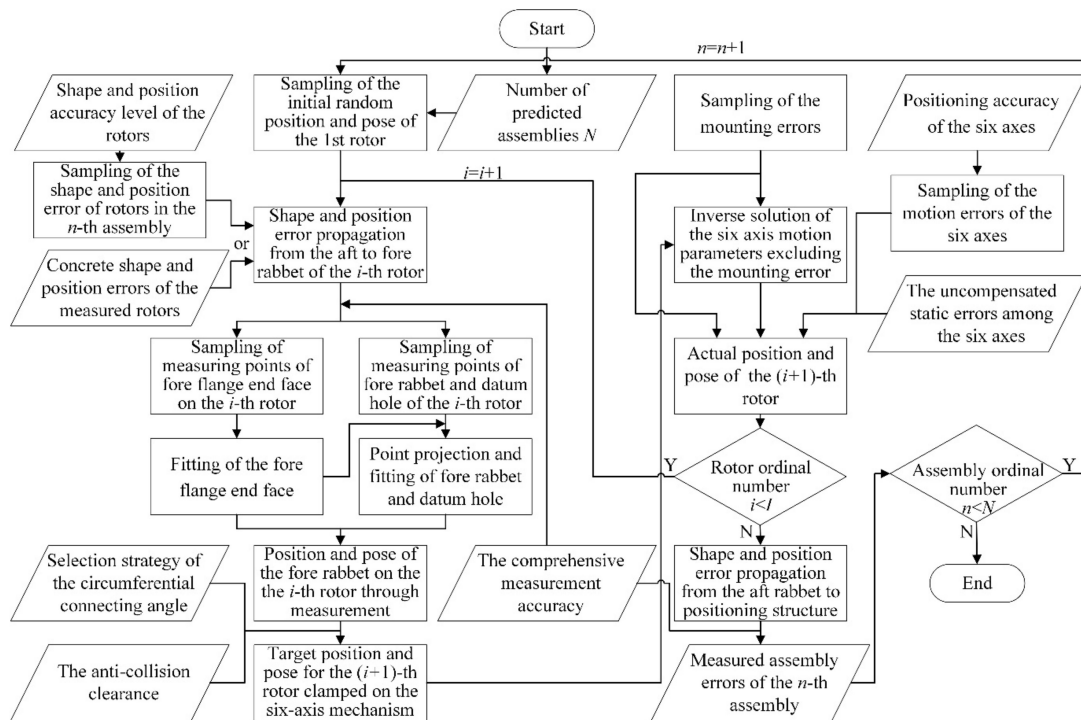 Start
n=n+1
Shape and position
accuracy level of the
rotors
Sampling of the
initial random
position and pose of
the 1st rotor
Number of
predicted
assemblies N
Sampling of the
mounting errors
Positioning accuracy
of the six axes
Sampling of the
shape and position
error of rotors in the
n-th assembly
i=i+1
or
Shape and position
error propagation
from the aft to fore
rabbet of the i-th rotor
Inverse solution of
the six axis motion
parameters excluding
the mounting error
Sampling of the
motion errors of the
six axes
Concrete shape and
position errors of the
measured rotors
The uncompensated
static errors among
the six axes
Sampling of
measuring points of
fore flange end face
on the i-th rotor
Sampling of
measuring points of
fore rabbet and datum
hole of the i-th rotor
Actual position and
pose of the (i+1)-th
rotor
Fitting of the fore
flange end face
Point projection and
fitting of fore rabbet
and datum hole
Y
Rotor ordinal
number
i<I
N
Assembly ordinal
number
n<N
Y
N
Selection strategy of
the circumferential
connecting angle
Position and pose of
the fore rabbet on the
the i-th rotor through
measurement
The comprehensive
measurement
accuracy
Shape and position
error propagation
from the aft rabbet to
positioning structure
End
The anti-collision
clearance
Target position and
pose for the (i+1)-th
rotor clamped on the
six-axis mechanism
Measured assembly
errors of the n-th
assembly